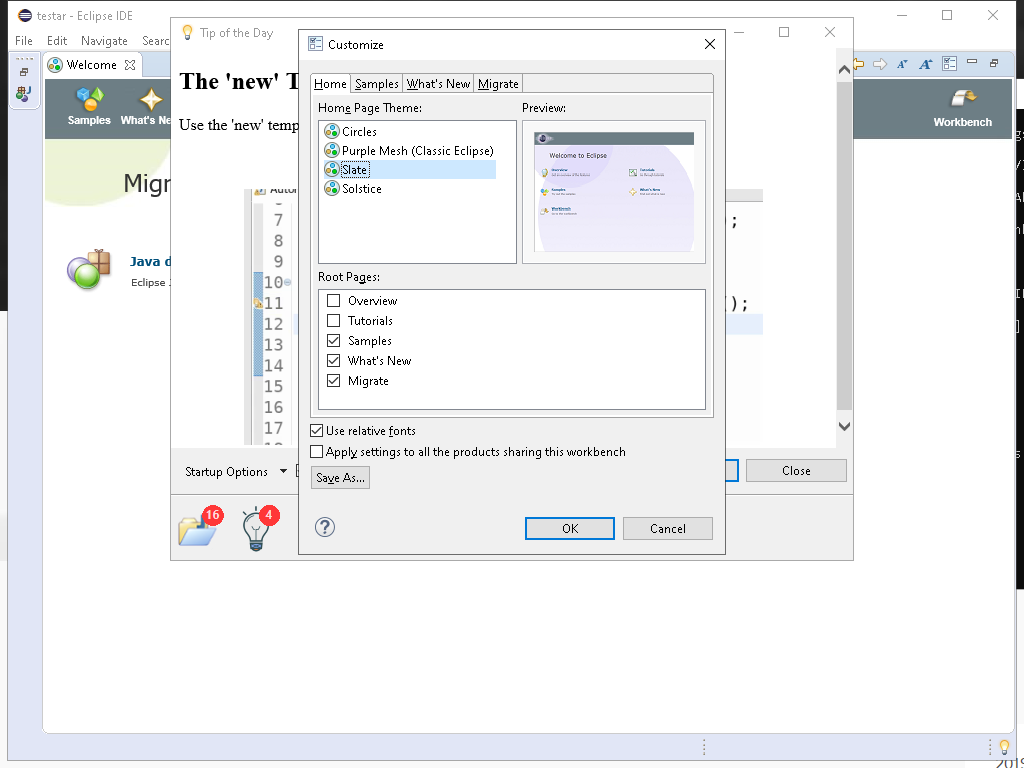 testar - Eclipse IDE
File Edit Navigate Searc
Welcome
Samples What's Ne
Workbench
Migr
Java d
Eclipse
Tip of the Day
The 'new' T
Use the 'new' temp
7
8
9
10
11
12
13
14
15
16
17
);
();
Startup Options
Close
16
4
Customize
Home Samples What's New Migrate
Home Page Theme:
Preview:
Circles
Purple Mesh (Classic Eclipse)
Slate
Solstice
Welcome to Eclipse
Overview
Tutorials
Samples
What's New
Workbench
Root Pages:
Overview
Tutorials
Samples
What's New
Migrate
Use relative fonts
Apply settings to all the products sharing this workbench
Save As...
OK Cancel
2019